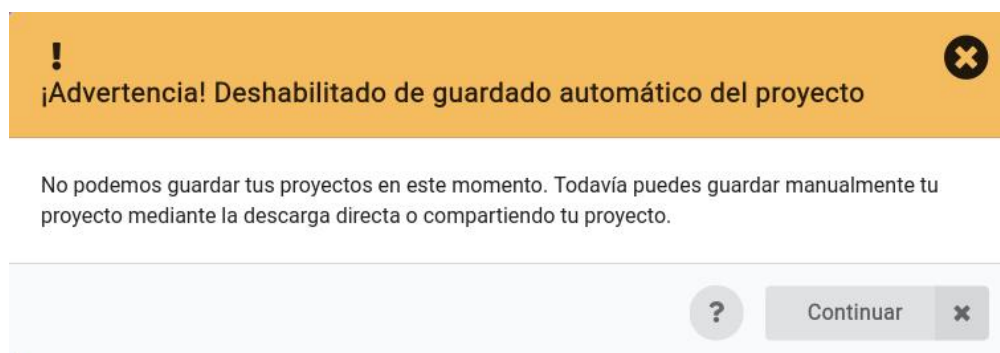 !
¡Advertencia! Deshabilitado de guardado automático del proyecto
No podemos guardar tus proyectos en este momento. Todavía puedes guardar manualmente tu
proyecto mediante la descarga directa o compartiendo tu proyecto.
? Continuar